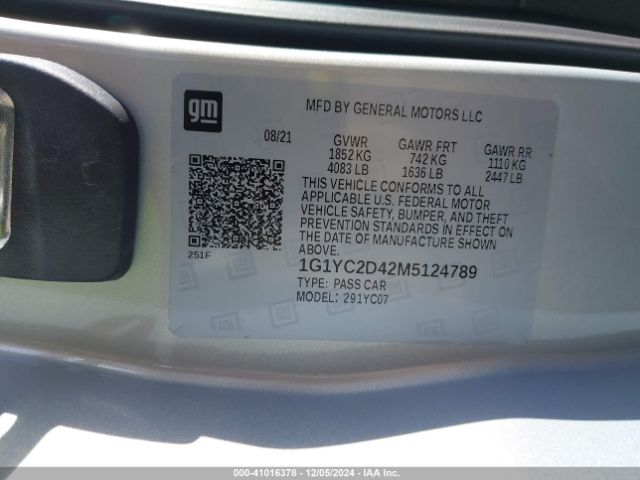 gm
MFD BY GENERAL MOTORS LLC
08/21
GVWR GAWR FRT GAWR RR
1852 KG 742 KG 1110 KG
4083 LB 1636 LB 2447 LB
THIS VEHICLE CONFORMS TO ALL
APPLICABLE U.S. FEDERAL MOTOR
VEHICLE SAFETY, BUMPER, AND THEFT
PREVENTION STANDARDS IN EFFECT ON
THE DATE OF MANUFACTURE SHOWN
ABOVE.
251F
1G1YC2D42M5124789
TYPE: PASS CAR
MODEL: 291YC07
000-41016378 - 12/05/2024 - IAAI.COM